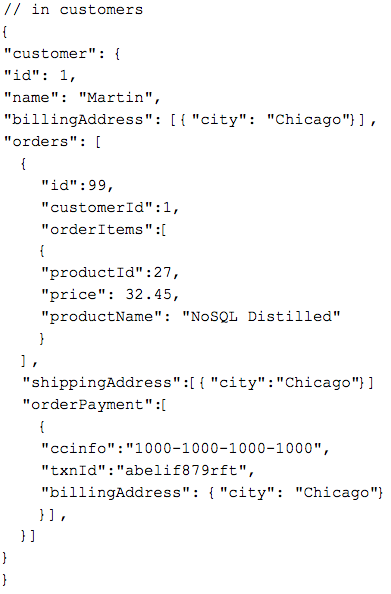 // in customers
{
"customer": {
"id": 1,
"name": "Martin",
"billingAddress": [{"city": "Chicago"}],
"orders": [
{
"id":99,
"customerId":1,
"orderItems":[
{
"productId":27,
"price": 32.45,
"productName": "NoSQL Distilled"
}
],
"shippingAddress":[{"city":"Chicago"}]
"orderPayment":[
{
"ccinfo":"1000-1000-1000-1000",
"txnId":"abelif879rft",
"billingAddress": {"city": "Chicago"}
}],
}]
}
}